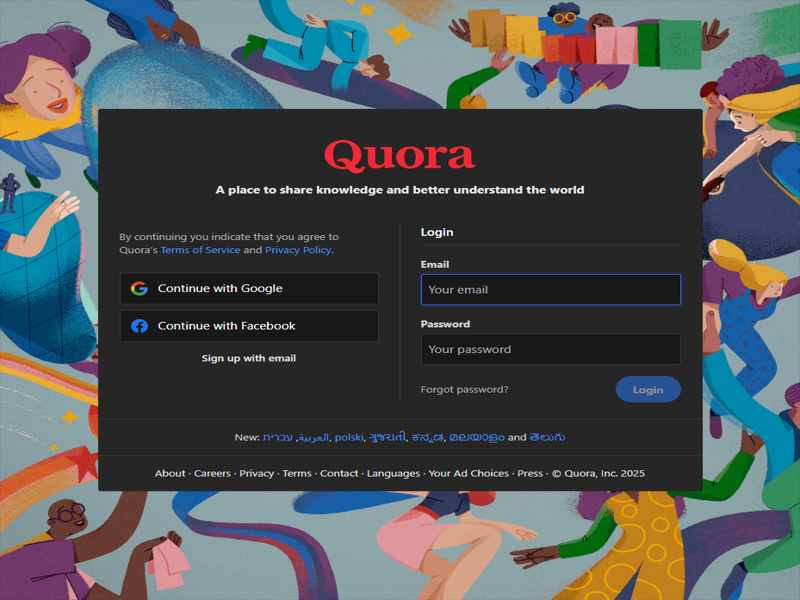 Quora
A place to share knowledge and better understand the world
By continuing you indicate that you agree to
Quora's Terms of Service and Privacy Policy.
Continue with Google
Continue with Facebook
Sign up with email
Login
Email
Your email
Password
Your password
Forgot password?
Login
New: עברית, العربية, polski, ગુજરાતી, ಕನ್ನಡ, മലയാളം and తెలుగు
About · Careers · Privacy · Terms · Contact · Languages · Your Ad Choices · Press · © Quora, Inc. 2025